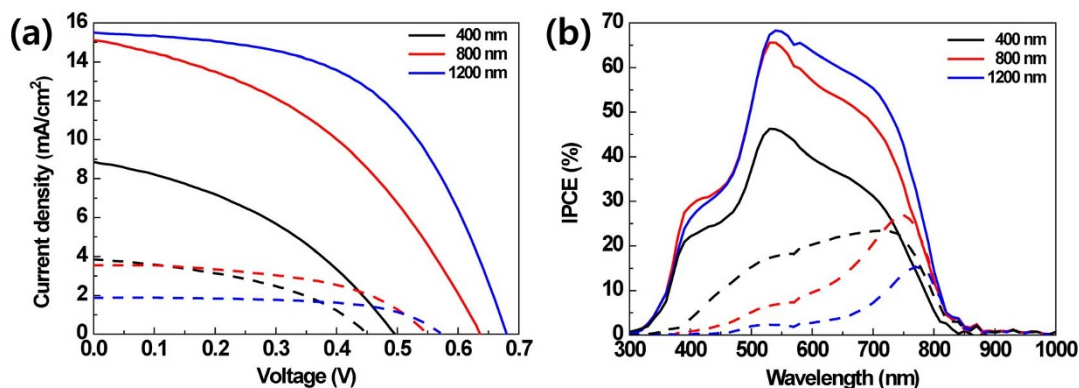 (a)
Current density (mA/cm²)
16
14
12
10
8
6
4
2
0
400 nm
800 nm
1200 nm
0.0 0.1 0.2 0.3 0.4 0.5 0.6 0.7
Voltage (V)
(b)
IPCE (%)
70
60
50
40
30
20
10
0
400 nm
800 nm
1200 nm
300 400 500 600 700 800 900 1000
Wavelength (nm)